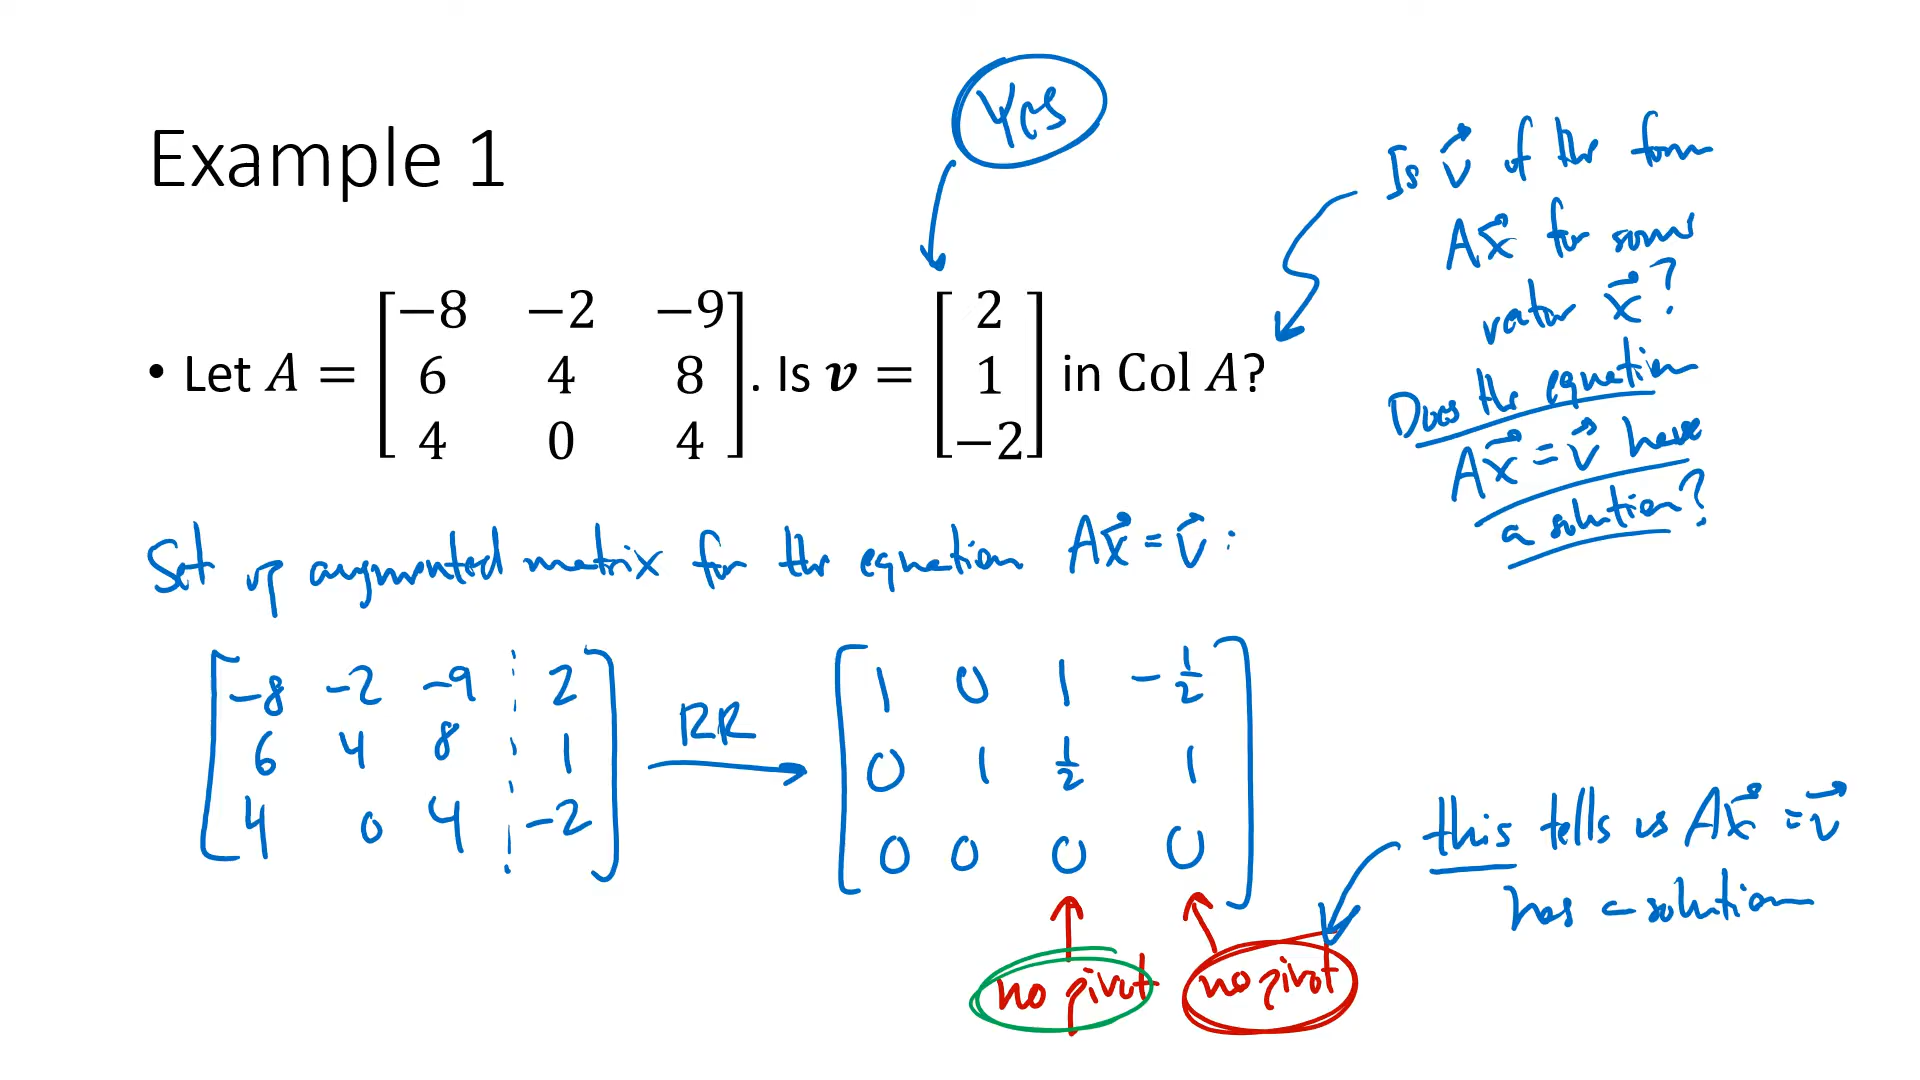 Yes
Example 1
Is v⃗ of the form
Ax⃗ for some
vector x⃗?
• Let A = [−8 −2 −9; 6 4 8; 4 0 4]. Is v = [2; 1; −2] in Col A?
Does the equation
Ax⃗ = v⃗ have
a solution?
Set up augmented matrix for the equation Ax⃗ = v⃗ :
-8 -2 -9 2
6 4 8 1
4 0 4 -2
RR
1 0 1 -1/2
0 1 1/2 1
0 0 0 0
this tells us Ax⃗ = v⃗
has a solution
no pivot no pivot